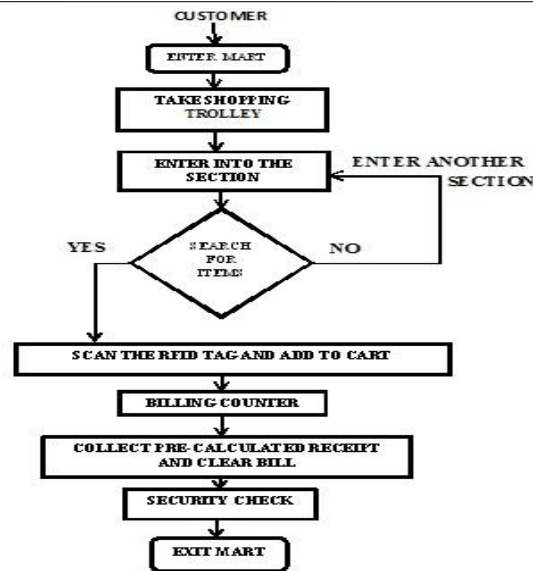 CUSTOMER
ENTER MART
TAKE SHOPPING
TROLLEY
ENTER INTO THE
SECTION
ENTER ANOTHER
SECTION
YES
SEARCH
FOR
ITEMS
NO
SCAN THE RFID TAG AND ADD TO CART
BILLING COUNTER
COLLECT PRE-CALCULATED RECEIPT
AND CLEAR BILL
SECURITY CHECK
EXIT MART